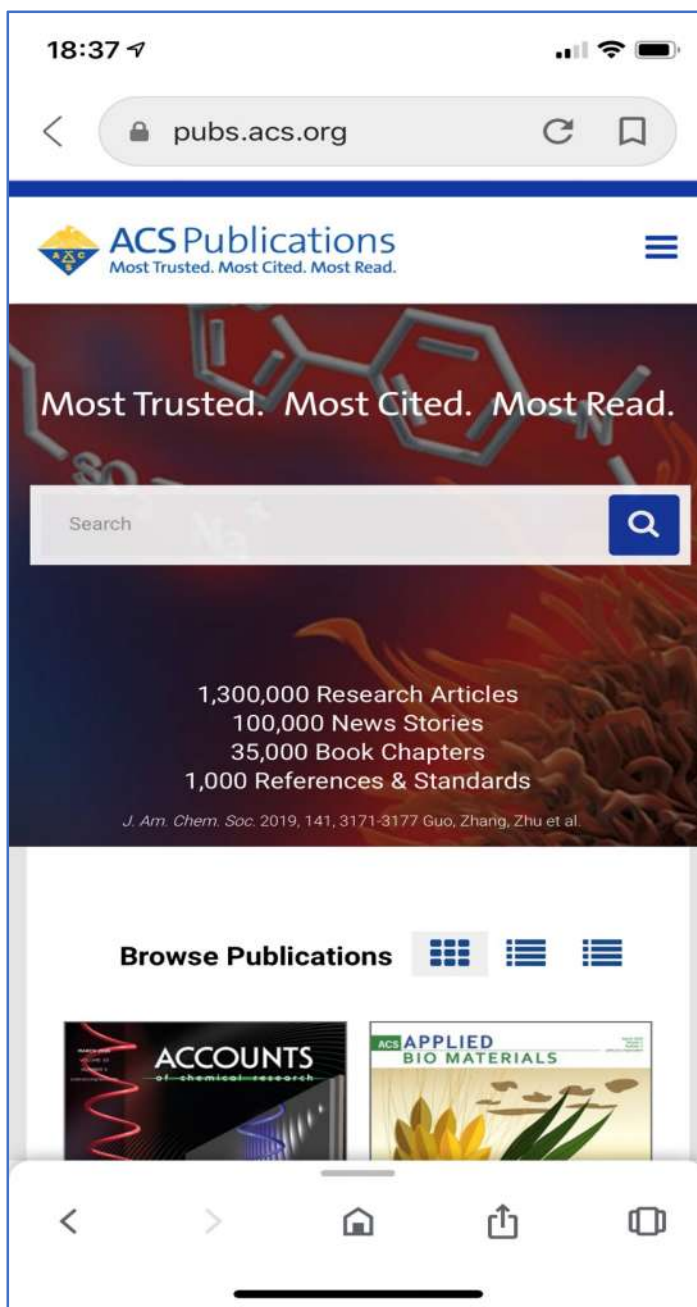 18:37
pubs.acs.org
ACS Publications
Most Trusted. Most Cited. Most Read.
Most Trusted. Most Cited. Most Read.
Search
1,300,000 Research Articles
100,000 News Stories
35,000 Book Chapters
1,000 References & Standards
J. Am. Chem. Soc. 2019, 141, 3171-3177 Guo, Zhang, Zhu et al.
Browse Publications
ACCOUNTS
of chemical research
ACS APPLIED
BIO MATERIALS